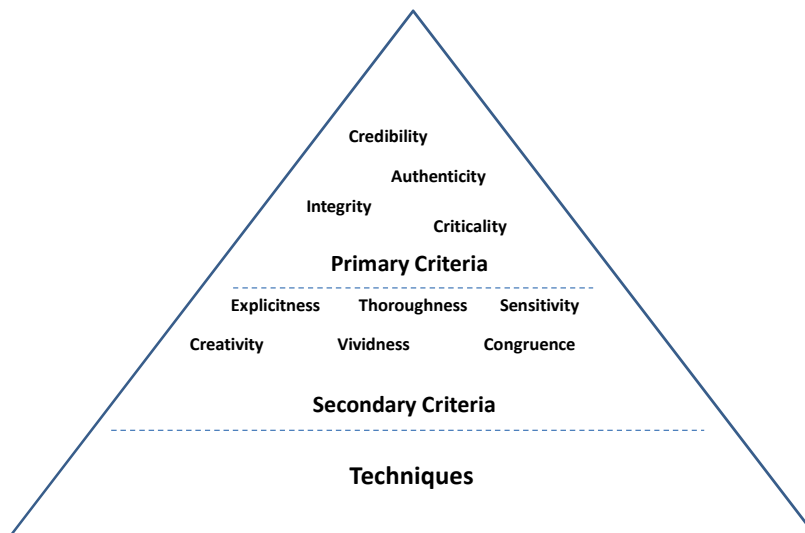 Credibility
Authenticity
Integrity
Criticality
Primary Criteria
Explicitness Thoroughness Sensitivity
Creativity Vividness Congruence
Secondary Criteria
Techniques